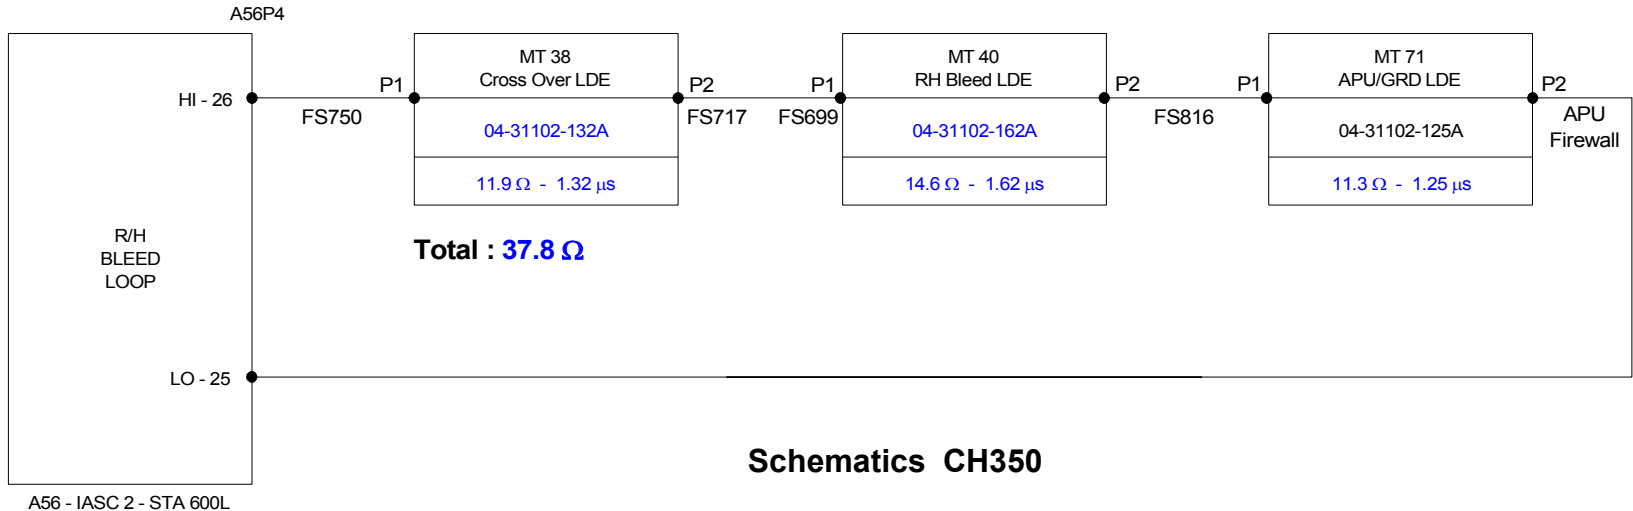 A56P4
HI - 26
R/H
BLEED
LOOP
LO - 25
A56 - IASC 2 - STA 600L
FS750
P1
MT 38
Cross Over LDE
04-31102-132A
11.9 Ω - 1.32 μs
P2
FS717
FS699
P1
MT 40
RH Bleed LDE
04-31102-162A
14.6 Ω - 1.62 μs
P2
FS816
P1
MT 71
APU/GRD LDE
04-31102-125A
11.3 Ω - 1.25 μs
P2
APU
Firewall
Total : 37.8 Ω
Schematics CH350